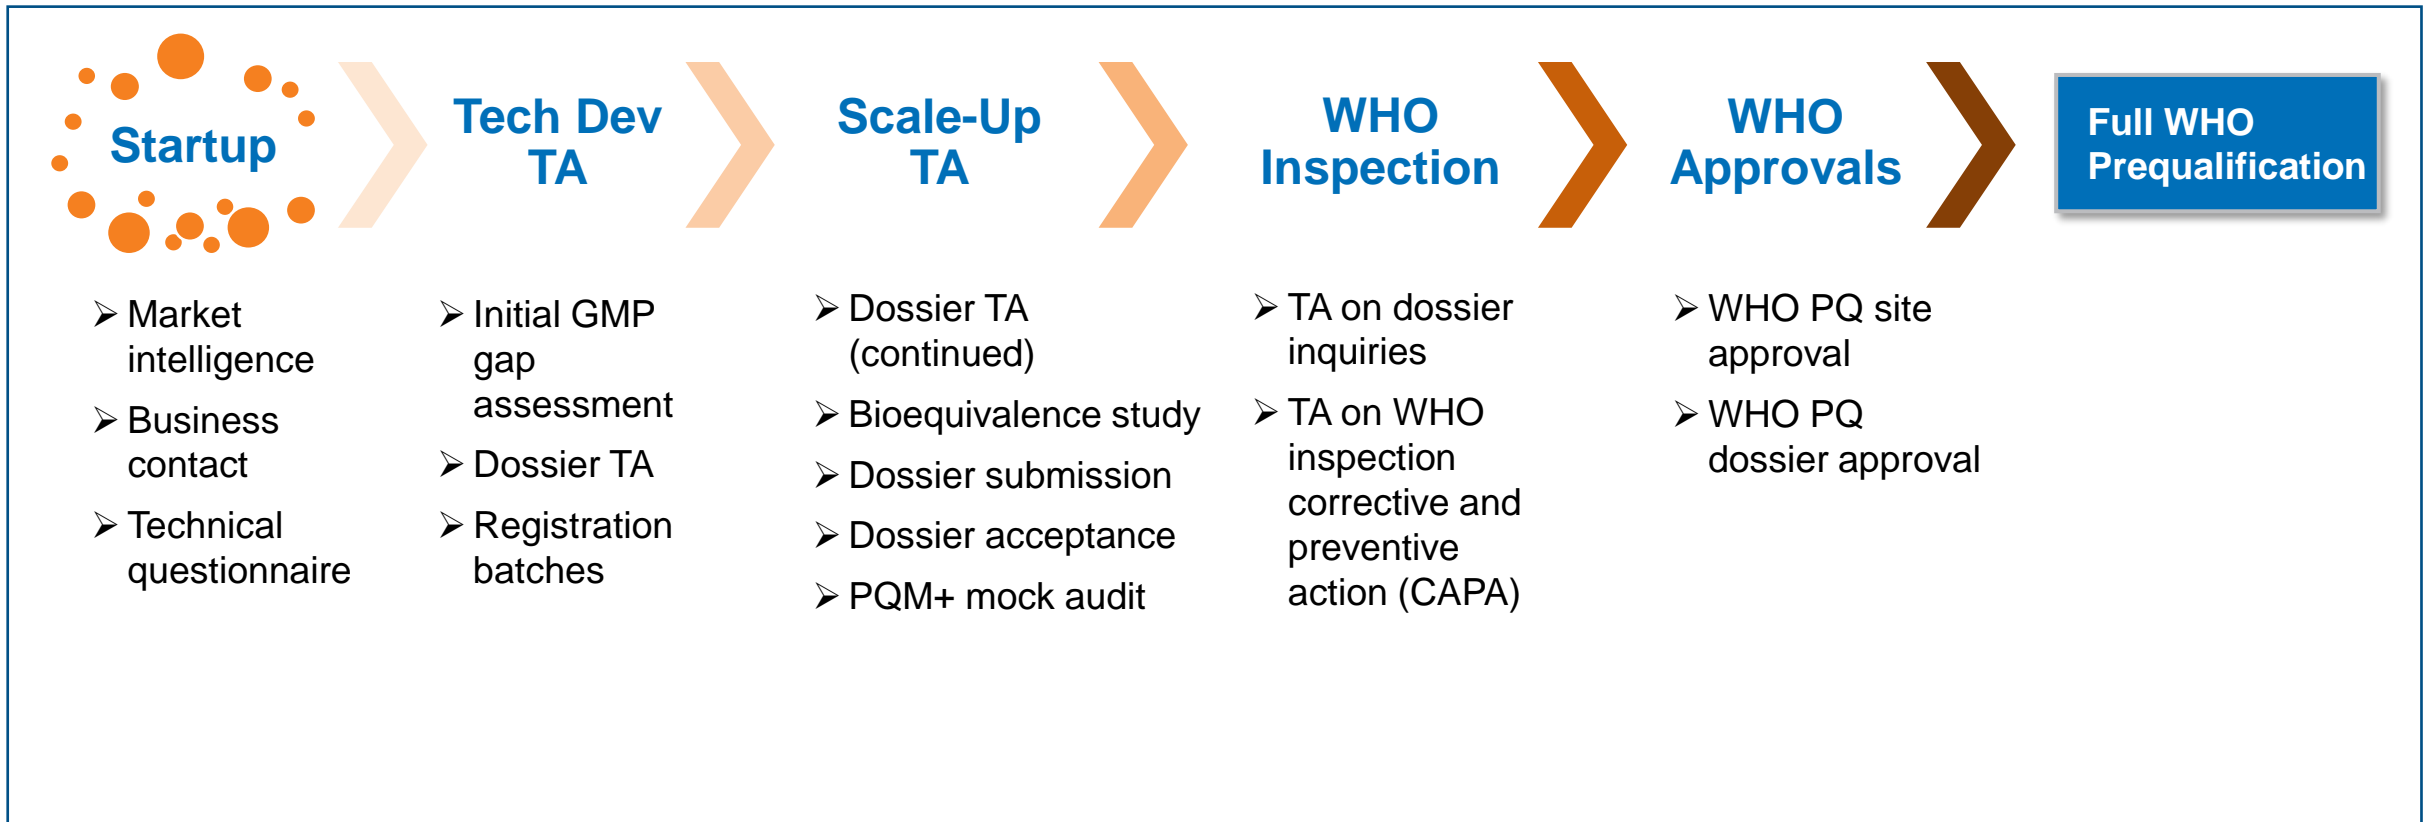 Startup
Tech Dev
TA
Scale-Up
TA
WHO
Inspection
WHO
Approvals
Full WHO
Prequalification
➢ Market
intelligence
➢ Business
contact
➢ Technical
questionnaire
➢ Initial GMP
gap
assessment
➢ Dossier TA
➢ Registration
batches
➢ Dossier TA
(continued)
➢ Bioequivalence study
➢ Dossier submission
➢ Dossier acceptance
➢ PQM+ mock audit
➢ TA on dossier
inquiries
➢ TA on WHO
inspection
corrective and
preventive
action (CAPA)
➢ WHO PQ site
approval
➢ WHO PQ
dossier approval